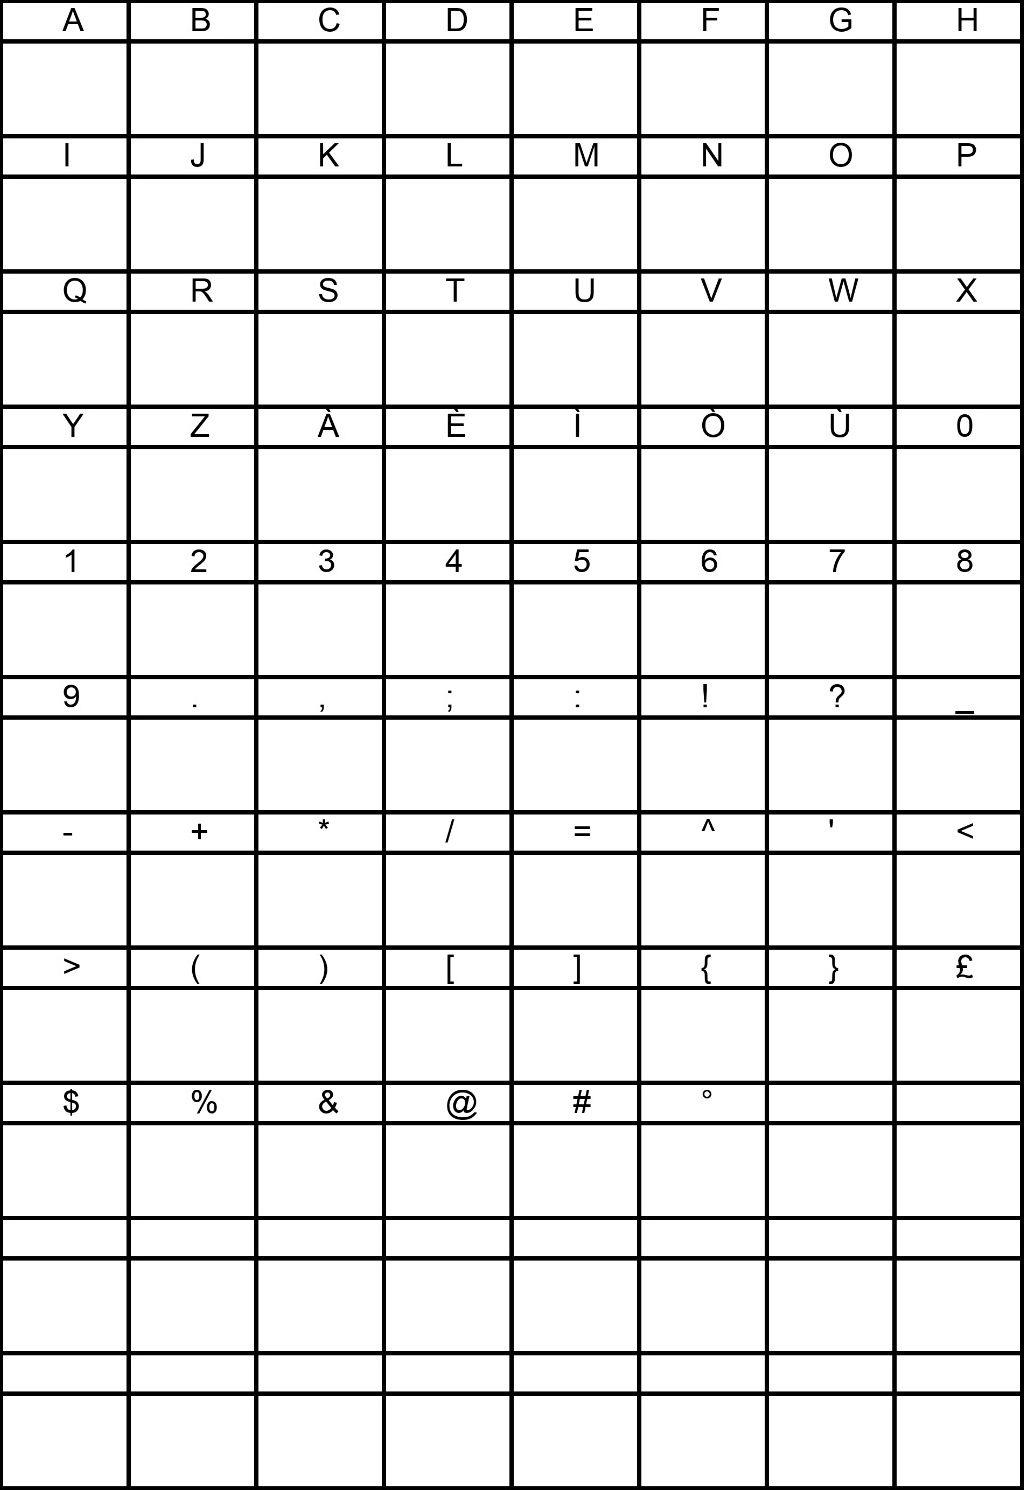 A B C D E F G H
I J K L M N O P
Q R S T U V W X
Y Z À È Ì Ò Ù 0
1 2 3 4 5 6 7 8
9 . , ; : ! ? _
- + * / = ^ ' <
> ( ) [ ] { } £
$ % & @ # °